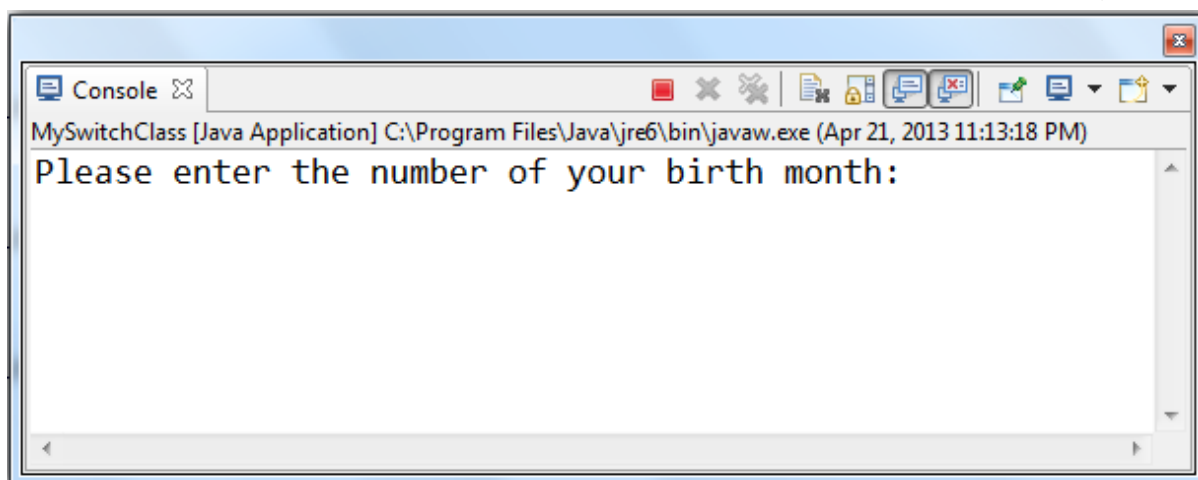 Console
MySwitchClass [Java Application] C:\Program Files\Java\jre6\bin\javaw.exe (Apr 21, 2013 11:13:18 PM)
Please enter the number of your birth month: